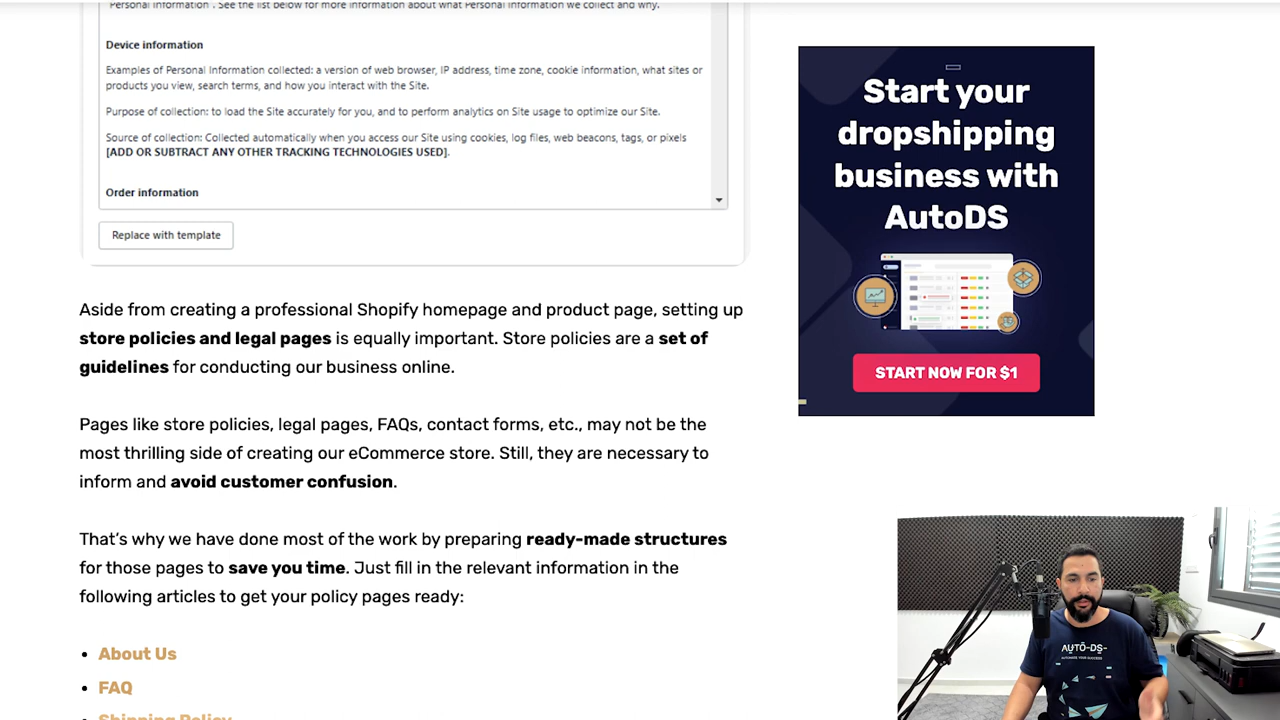 "Personal Information". See the list below for more information about what Personal Information we collect and why.
Device information
Examples of Personal Information collected: a version of web browser, IP address, time zone, cookie information, what sites or
products you view, search terms, and how you interact with the Site.
Purpose of collection: to load the Site accurately for you, and to perform analytics on Site usage to optimize our Site.
Source of collection: Collected automatically when you access our Site using cookies, log files, web beacons, tags, or pixels
[ADD OR SUBTRACT ANY OTHER TRACKING TECHNOLOGIES USED].
Order information
Replace with template
Aside from creating a professional Shopify homepage and product page, setting up
store policies and legal pages is equally important. Store policies are a set of
guidelines for conducting our business online.
Pages like store policies, legal pages, FAQs, contact forms, etc., may not be the
most thrilling side of creating our eCommerce store. Still, they are necessary to
inform and avoid customer confusion.
That's why we have done most of the work by preparing ready-made structures
for those pages to save you time. Just fill in the relevant information in the
following articles to get your policy pages ready:
• About Us
• FAQ
• Shipping Policy
Start your
dropshipping
business with
AutoDS
START NOW FOR $1
AUTO-DS-
AUTOMATE YOUR SUCCESS